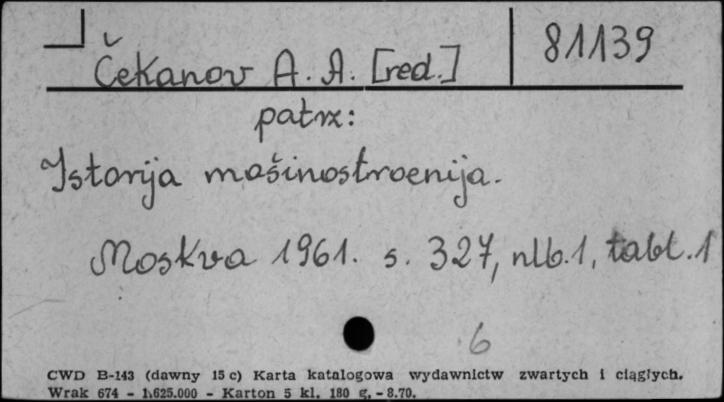 Čekanov A. A. [red.] 81139
patrz:
Istorija mašinostroenija.
Moskva 1961. s. 327, nlb.1, tabl.1
6
CWD B-143 (dawny 15 c) Karta katalogowa wydawnictw zwartych i ciągłych.
Wrak 674 - 1.625.000 - Karton 5 kl. 180 g. - 8.70.